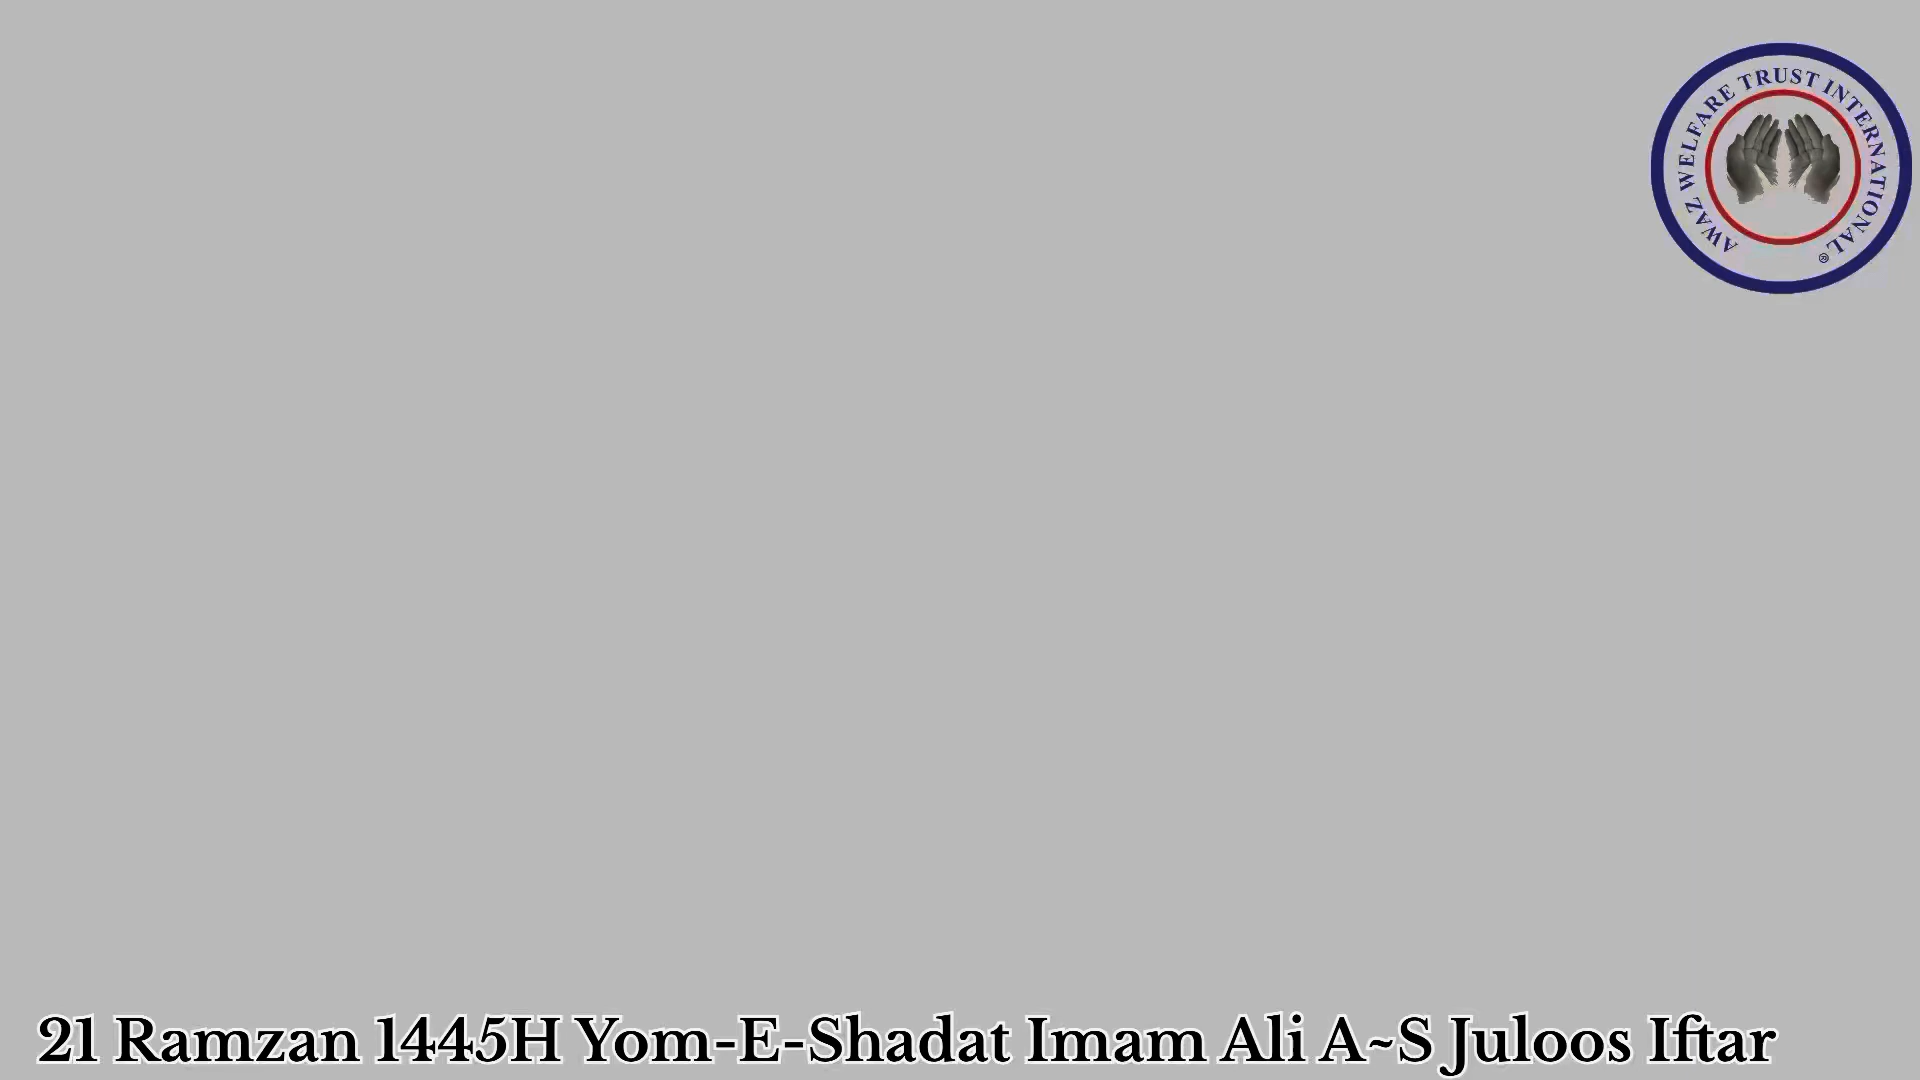 AWAZ WELFARE TRUST INTERNATIONAL ®
21 Ramzan 1445H Yom-E-Shadat Imam Ali A~S Juloos Iftar